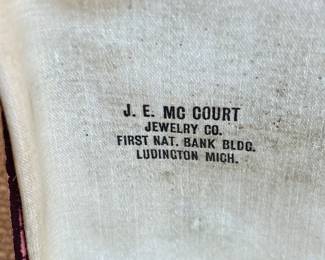 J. E. MC COURT
JEWELRY CO.
FIRST NAT. BANK BLDG.
LUDINGTON MICH.